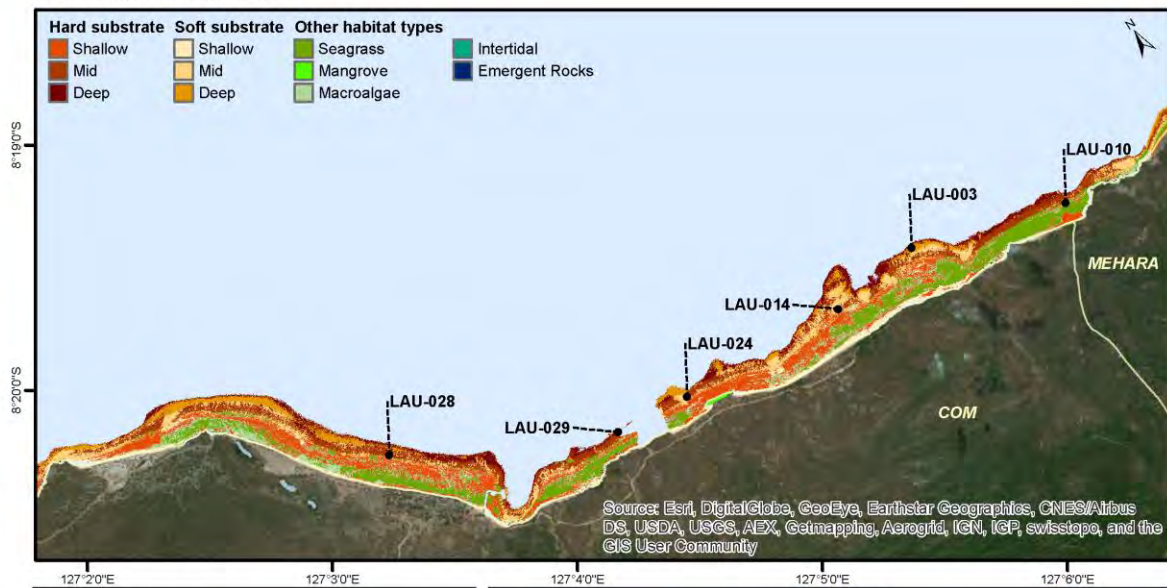 Hard substrate Soft substrate Other habitat types
Shallow Shallow Seagrass Intertidal
Mid Mid Mangrove Emergent Rocks
Deep Deep Macroalgae
N
8°19'0"S
LAU-010
LAU-003
MEHARA
LAU-014
LAU-024
8°20'0"S
LAU-028
COM
LAU-029
Source: Esri, DigitalGlobe, GeoEye, Earthstar Geographics, CNES/Airbus
DS, USDA, USGS, AEX, Getmapping, Aerogrid, IGN, IGP, swisstopo, and the
GIS User Community
127°2'0"E 127°3'0"E 127°4'0"E 127°5'0"E 127°6'0"E